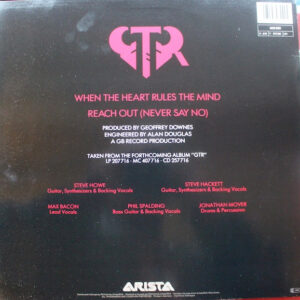 GTR
WHEN THE HEART RULES THE MIND
REACH OUT (NEVER SAY NO)
PRODUCED BY GEOFFREY DOWNES
ENGINEERED BY ALAN DOUGLAS
A GB RECORD PRODUCTION
TAKEN FROM THE FORTHCOMING ALBUM "GTR"
LP 207716 - MC 407716 - CD 257716
STEVE HOWE
Guitar, Synthesizers & Backing Vocals
STEVE HACKETT
Guitar, Synthesizers & Backing Vocals
MAX BACON
Lead Vocals
PHIL SPALDING
Bass Guitar & Backing Vocals
JONATHAN MOVER
Drums & Percussion
ARISTA